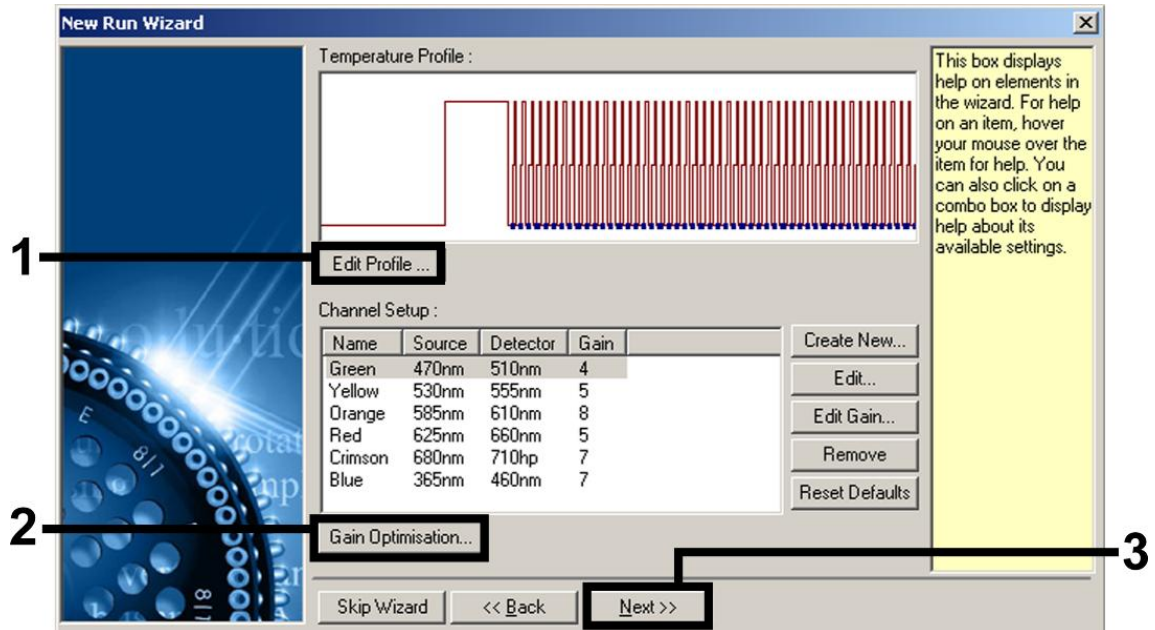 New Run Wizard
Temperature Profile :
1
Edit Profile ...
Channel Setup :
Name Source Detector Gain
Green 470nm 510nm 4
Yellow 530nm 555nm 5
Orange 585nm 610nm 8
Red 625nm 660nm 5
Crimson 680nm 710hp 7
Blue 365nm 460nm 7
Create New...
Edit...
Edit Gain...
Remove
Reset Defaults
2
Gain Optimisation...
3
Skip Wizard
<< Back
Next >>
This box displays
help on elements in
the wizard. For help
on an item, hover
your mouse over the
item for help. You
can also click on a
combo box to display
help about its
available settings.
E
8/1
8/1